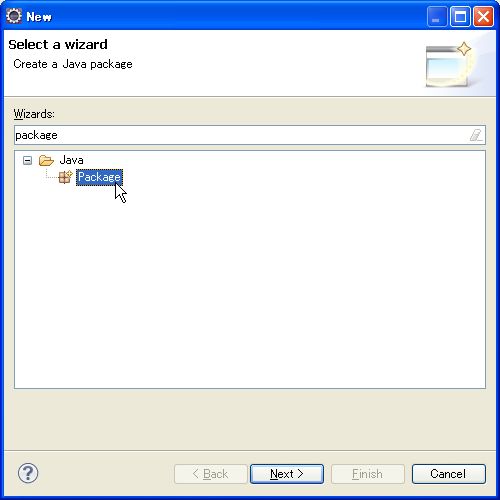 New
Select a wizard
Create a Java package
Wizards:
package
Java
Package
? < Back Next > Finish Cancel